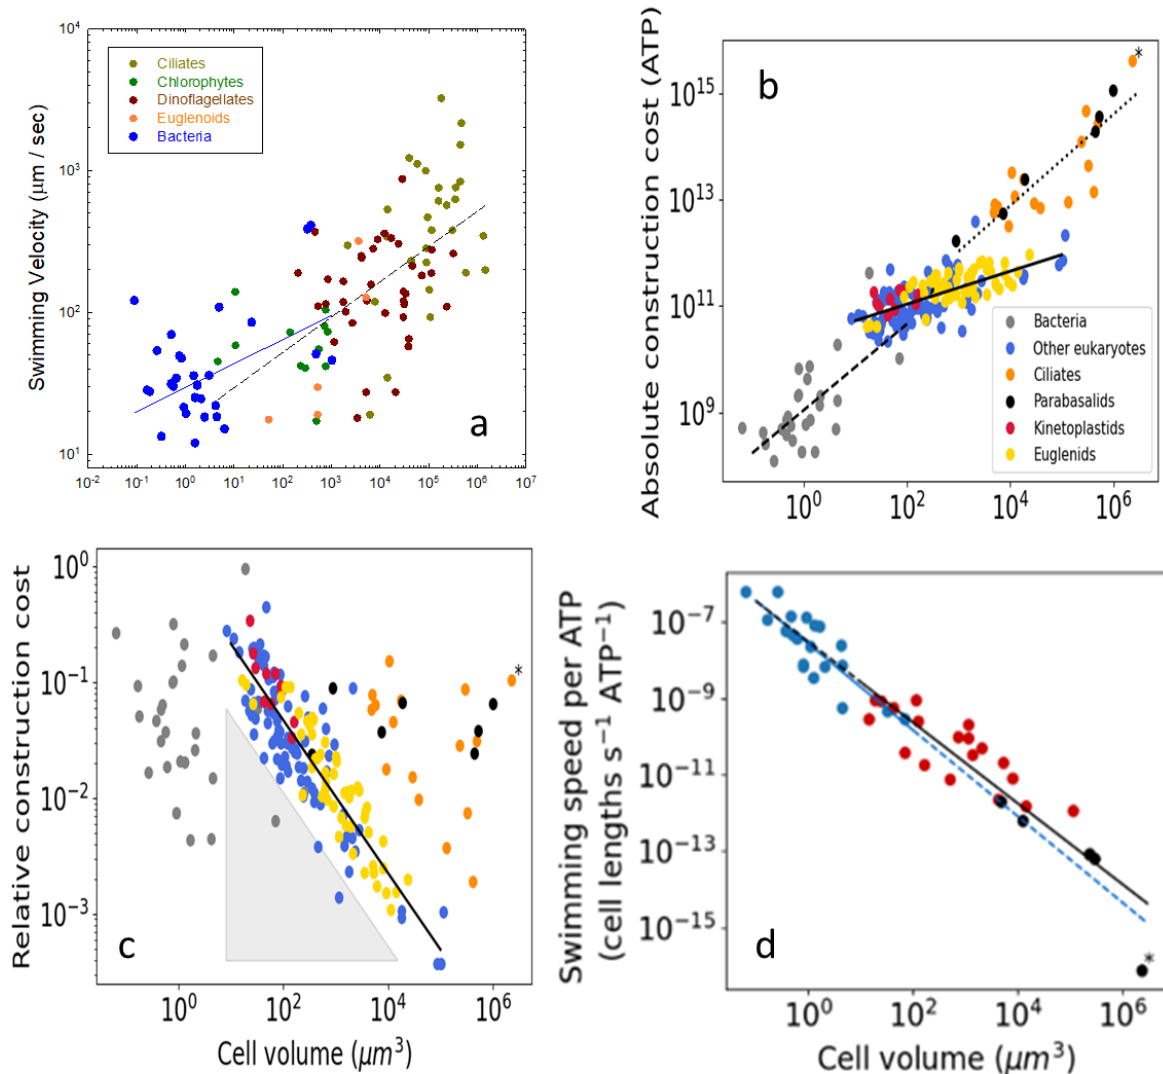 Swimming Velocity (μm / sec)
10⁴
10³
10²
10¹
Ciliates
Chlorophytes
Dinoflagellates
Euglenoids
Bacteria
a
10⁻² 10⁻¹ 10⁰ 10¹ 10² 10³ 10⁴ 10⁵ 10⁶ 10⁷
Absolute construction cost (ATP)
10¹⁵
10¹³
10¹¹
10⁹
b
*
Bacteria
Other eukaryotes
Ciliates
Parabasalids
Kinetoplastids
Euglenids
10⁰ 10² 10⁴ 10⁶
Relative construction cost
10⁰
10⁻¹
10⁻²
10⁻³
*
c
10⁰ 10² 10⁴ 10⁶
Cell volume (μm³)
Swimming speed per ATP
(cell lengths s⁻¹ ATP⁻¹)
10⁻⁷
10⁻⁹
10⁻¹¹
10⁻¹³
10⁻¹⁵
d
*
10⁰ 10² 10⁴ 10⁶
Cell volume (μm³)